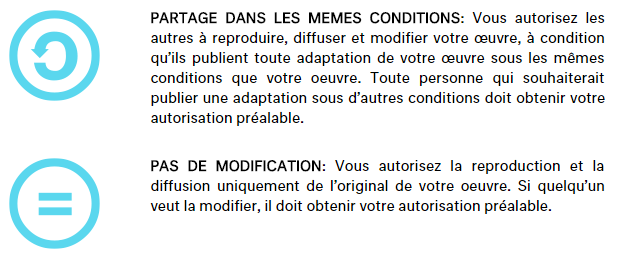 PARTAGE DANS LES MEMES CONDITIONS: Vous autorisez les
autres à reproduire, diffuser et modifier votre œuvre, à condition
qu'ils publient toute adaptation de votre œuvre sous les mêmes
conditions que votre oeuvre. Toute personne qui souhaiterait
publier une adaptation sous d'autres conditions doit obtenir votre
autorisation préalable.
PAS DE MODIFICATION: Vous autorisez la reproduction et la
diffusion uniquement de l'original de votre oeuvre. Si quelqu'un
veut la modifier, il doit obtenir votre autorisation préalable.